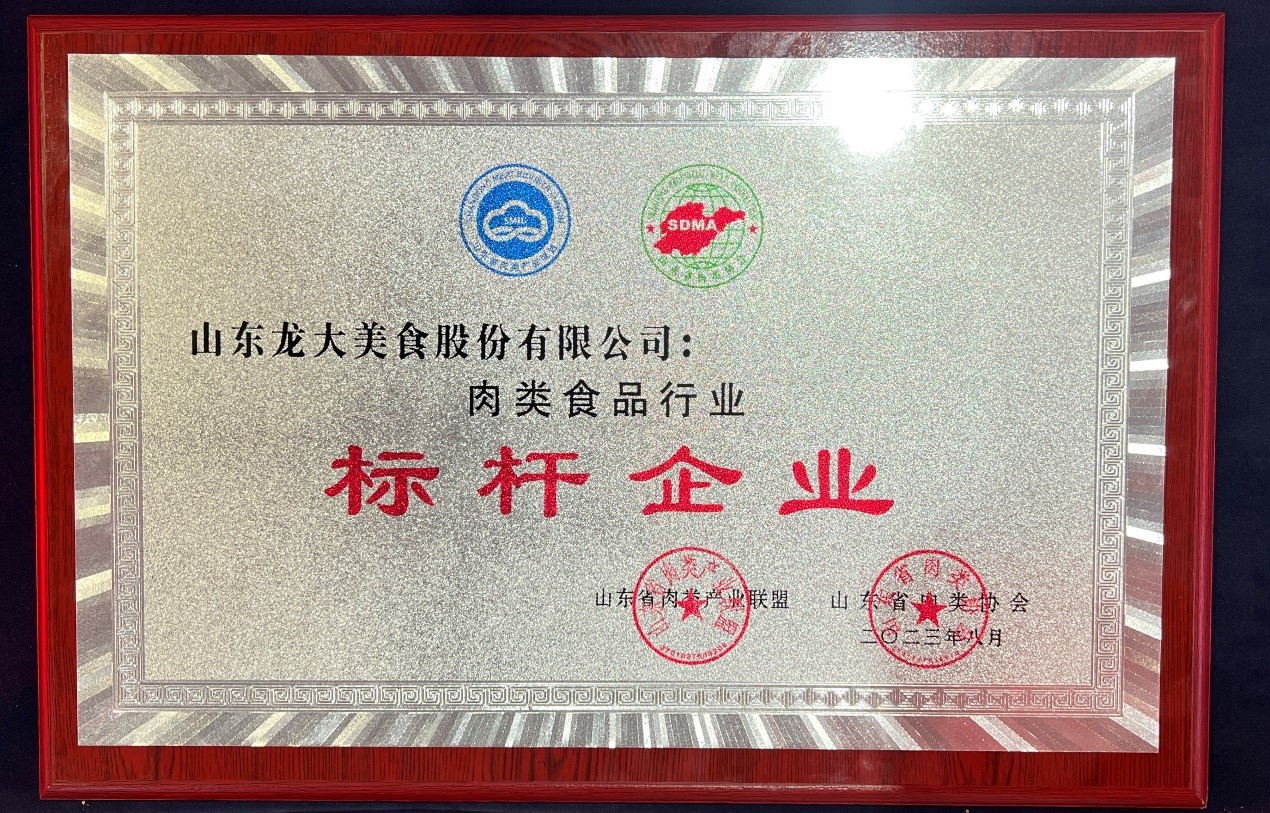 SMIL
SDMA
山东龙大美食股份有限公司：
肉类食品行业
标杆企业
山东省肉类产业联盟 山东省肉类协会
二〇二三年八月